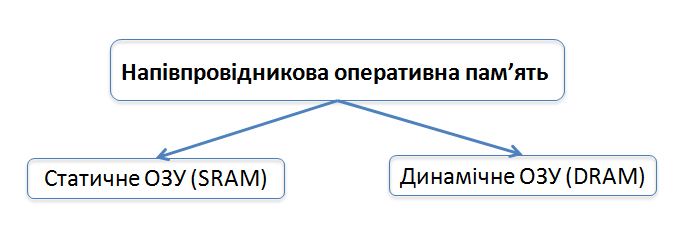 Напівпровідникова оперативна пам’ять
Статичне ОЗУ (SRAM)
Динамічне ОЗУ (DRAM)